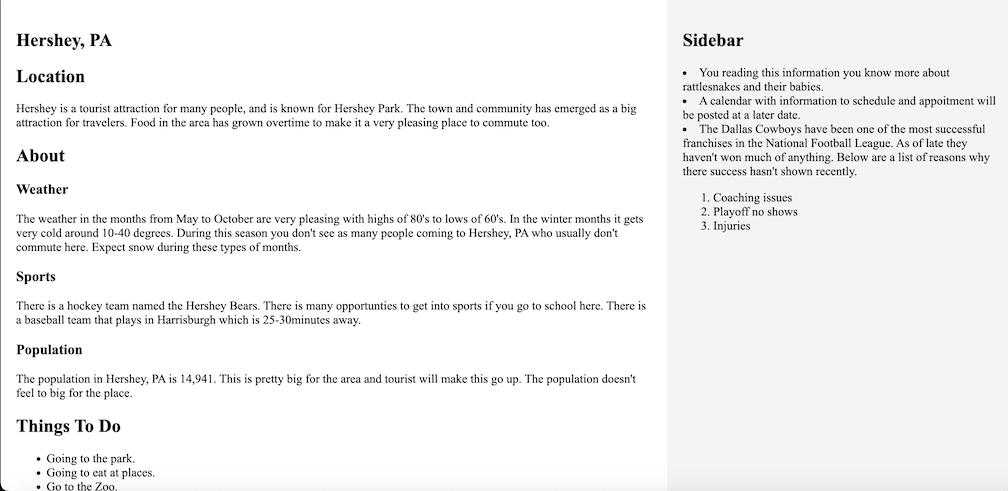 Hershey, PA
Location
Hershey is a tourist attraction for many people, and is known for Hershey Park. The town and community has emerged as a big
attraction for travelers. Food in the area has grown overtime to make it a very pleasing place to commute too.
About
Weather
The weather in the months from May to October are very pleasing with highs of 80's to lows of 60's. In the winter months it gets
very cold around 10-40 degrees. During this season you don't see as many people coming to Hershey, PA who usually don't
commute here. Expect snow during these types of months.
Sports
There is a hockey team named the Hershey Bears. There is many opportunties to get into sports if you go to school here. There is
a baseball team that plays in Harrisburgh which is 25-30minutes away.
Population
The population in Hershey, PA is 14,941. This is pretty big for the area and tourist will make this go up. The population doesn't
feel to big for the place.
Things To Do
• Going to the park.
• Going to eat at places.
• Go to the Zoo.
Sidebar
• You reading this information you know more about
rattlesnakes and their babies.
• A calendar with information to schedule and appoitment will
be posted at a later date.
• The Dallas Cowboys have been one of the most successful
franchises in the National Football League. As of late they
haven't won much of anything. Below are a list of reasons why
there success hasn't shown recently.
1. Coaching issues
2. Playoff no shows
3. Injuries